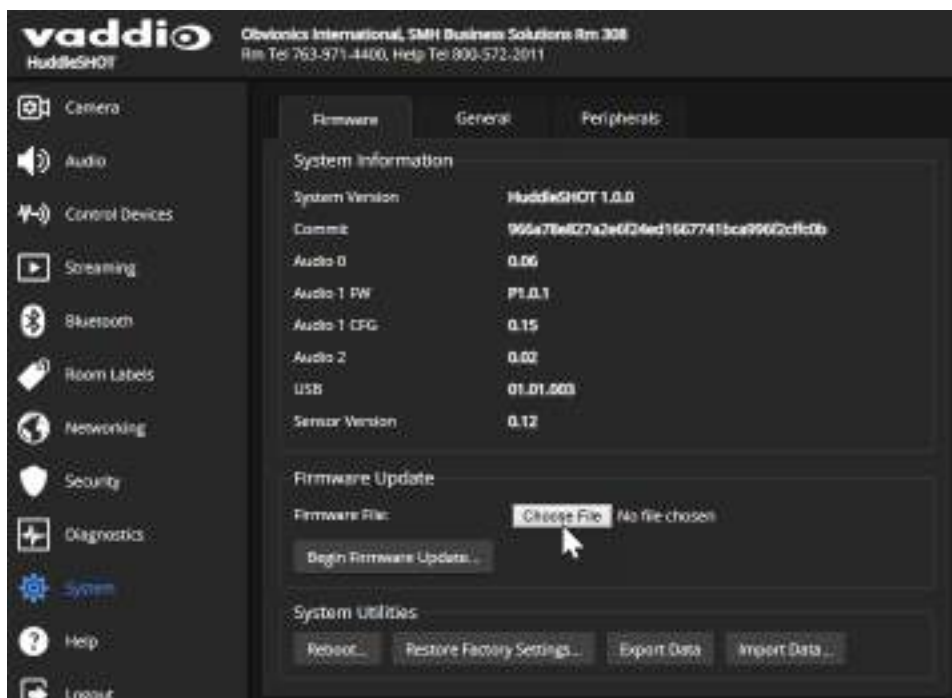 vaddio
HuddleSHOT
Obvionics International, SMH Business Solutions Rm 308
Rm Tel 763-971-4400, Help Tel 800-572-2011
Camera
Audio
Control Devices
Streaming
Bluetooth
Room Labels
Networking
Security
Diagnostics
System
Help
Logout
Firmware
General
Peripherals
System Information
System Version HuddleSHOT 1.0.0
Commit
Audio 0 0.06
Audio 1 FW P1.0.1
Audio 1 CFG 0.15
Audio 2 0.02
USB 01.01.003
Sensor Version 0.12
Firmware Update
Firmware File: Choose File No file chosen
Begin Firmware Update...
System Utilities
Reboot... Restore Factory Settings... Export Data Import Data...